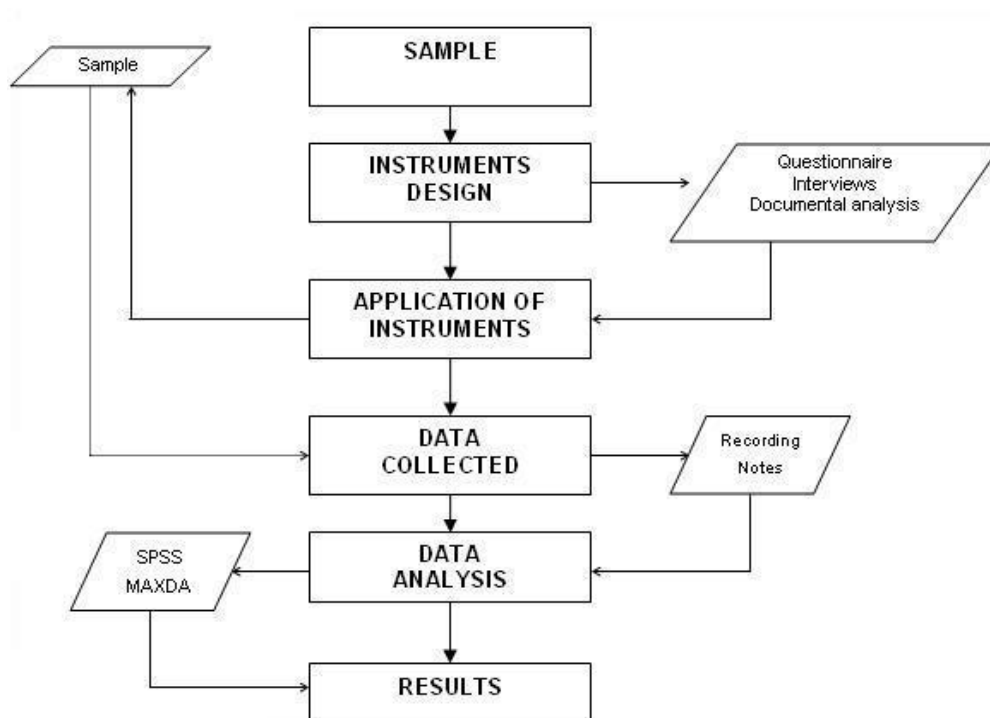 SAMPLE
Sample
INSTRUMENTS
DESIGN
Questionnaire
Interviews
Documental analysis
APPLICATION OF
INSTRUMENTS
DATA
COLLECTED
Recording
Notes
DATA
ANALYSIS
SPSS
MAXDA
RESULTS